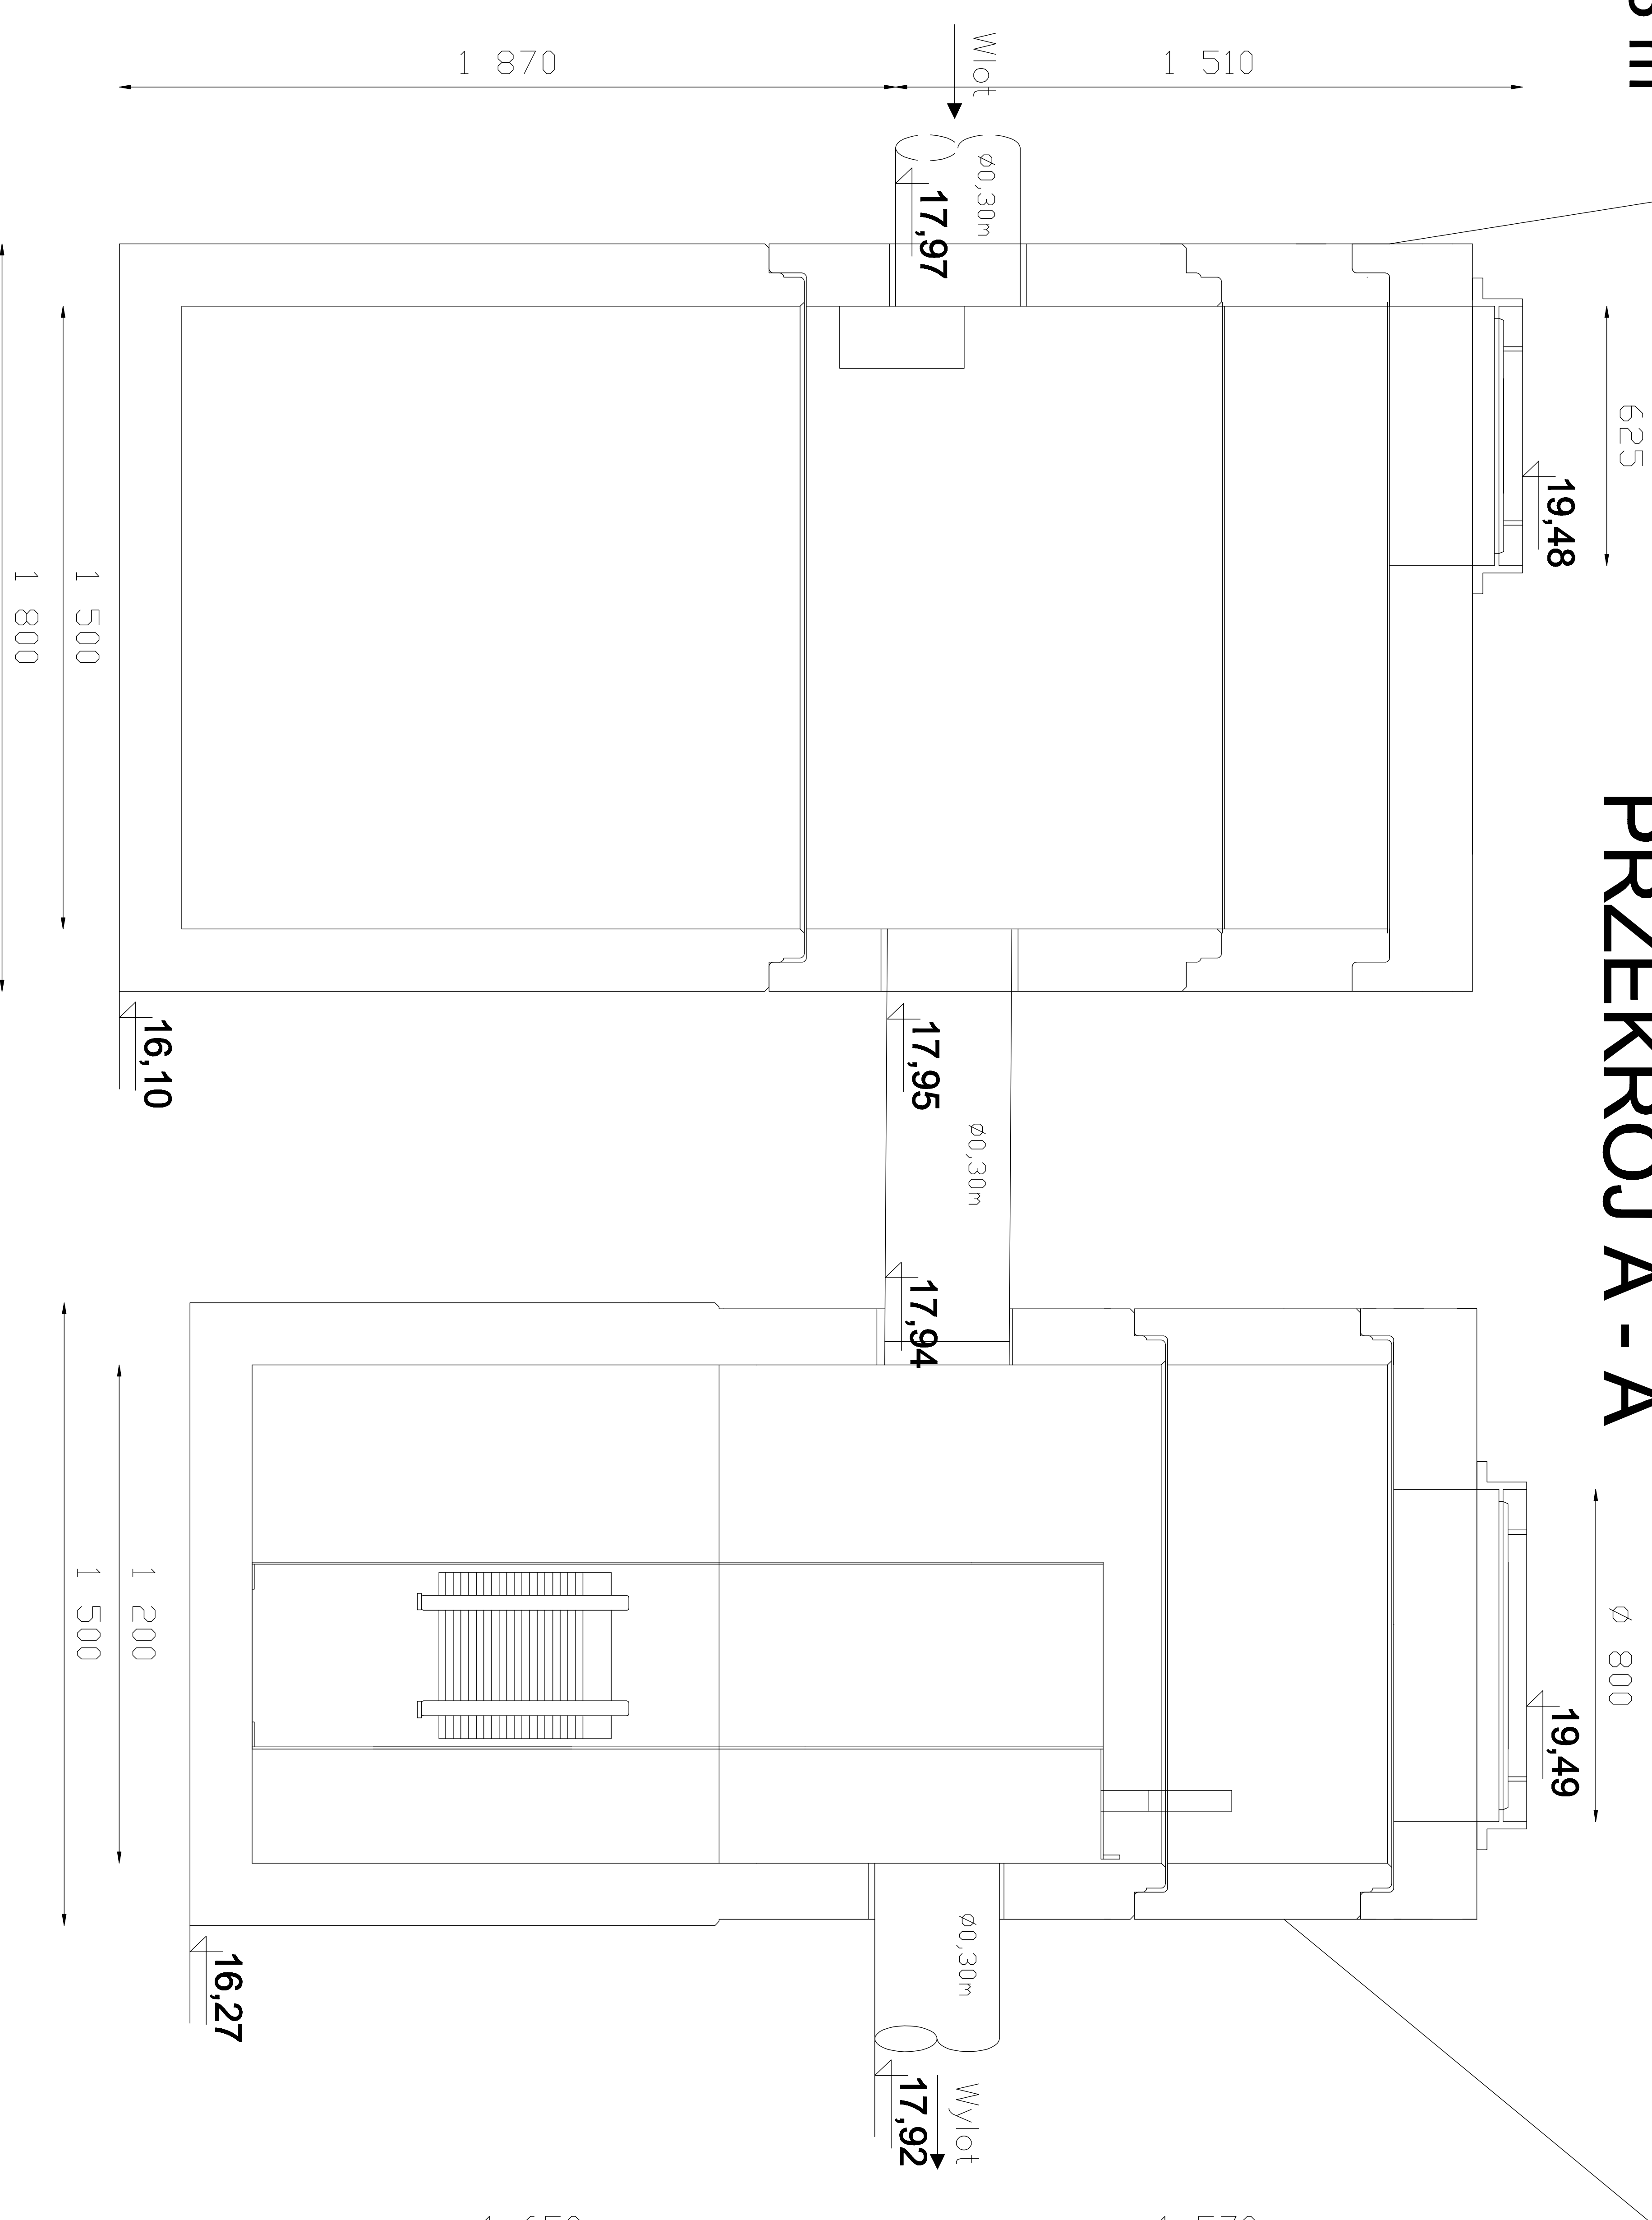 PRZEKRÓJ A - A
625
Ø 800
19,48
19,49
1 510
Wlot
Ø0,30m
17,97
17,95
Ø0,30m
17,94
Ø0,30m
Wylot
17,92
1 870
16,10
16,27
1 500
1 800
1 200
1 500